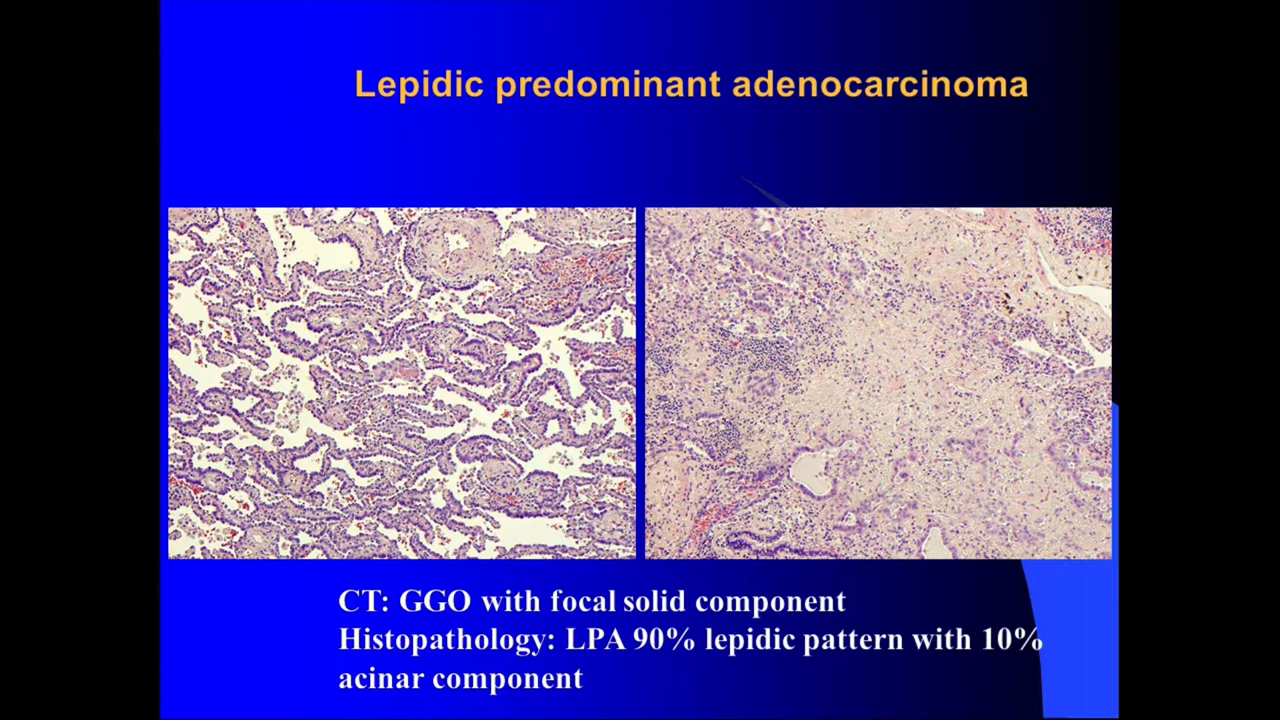 Lepidic predominant adenocarcinoma
CT: GGO with focal solid component
Histopathology: LPA 90% lepidic pattern with 10%
acinar component